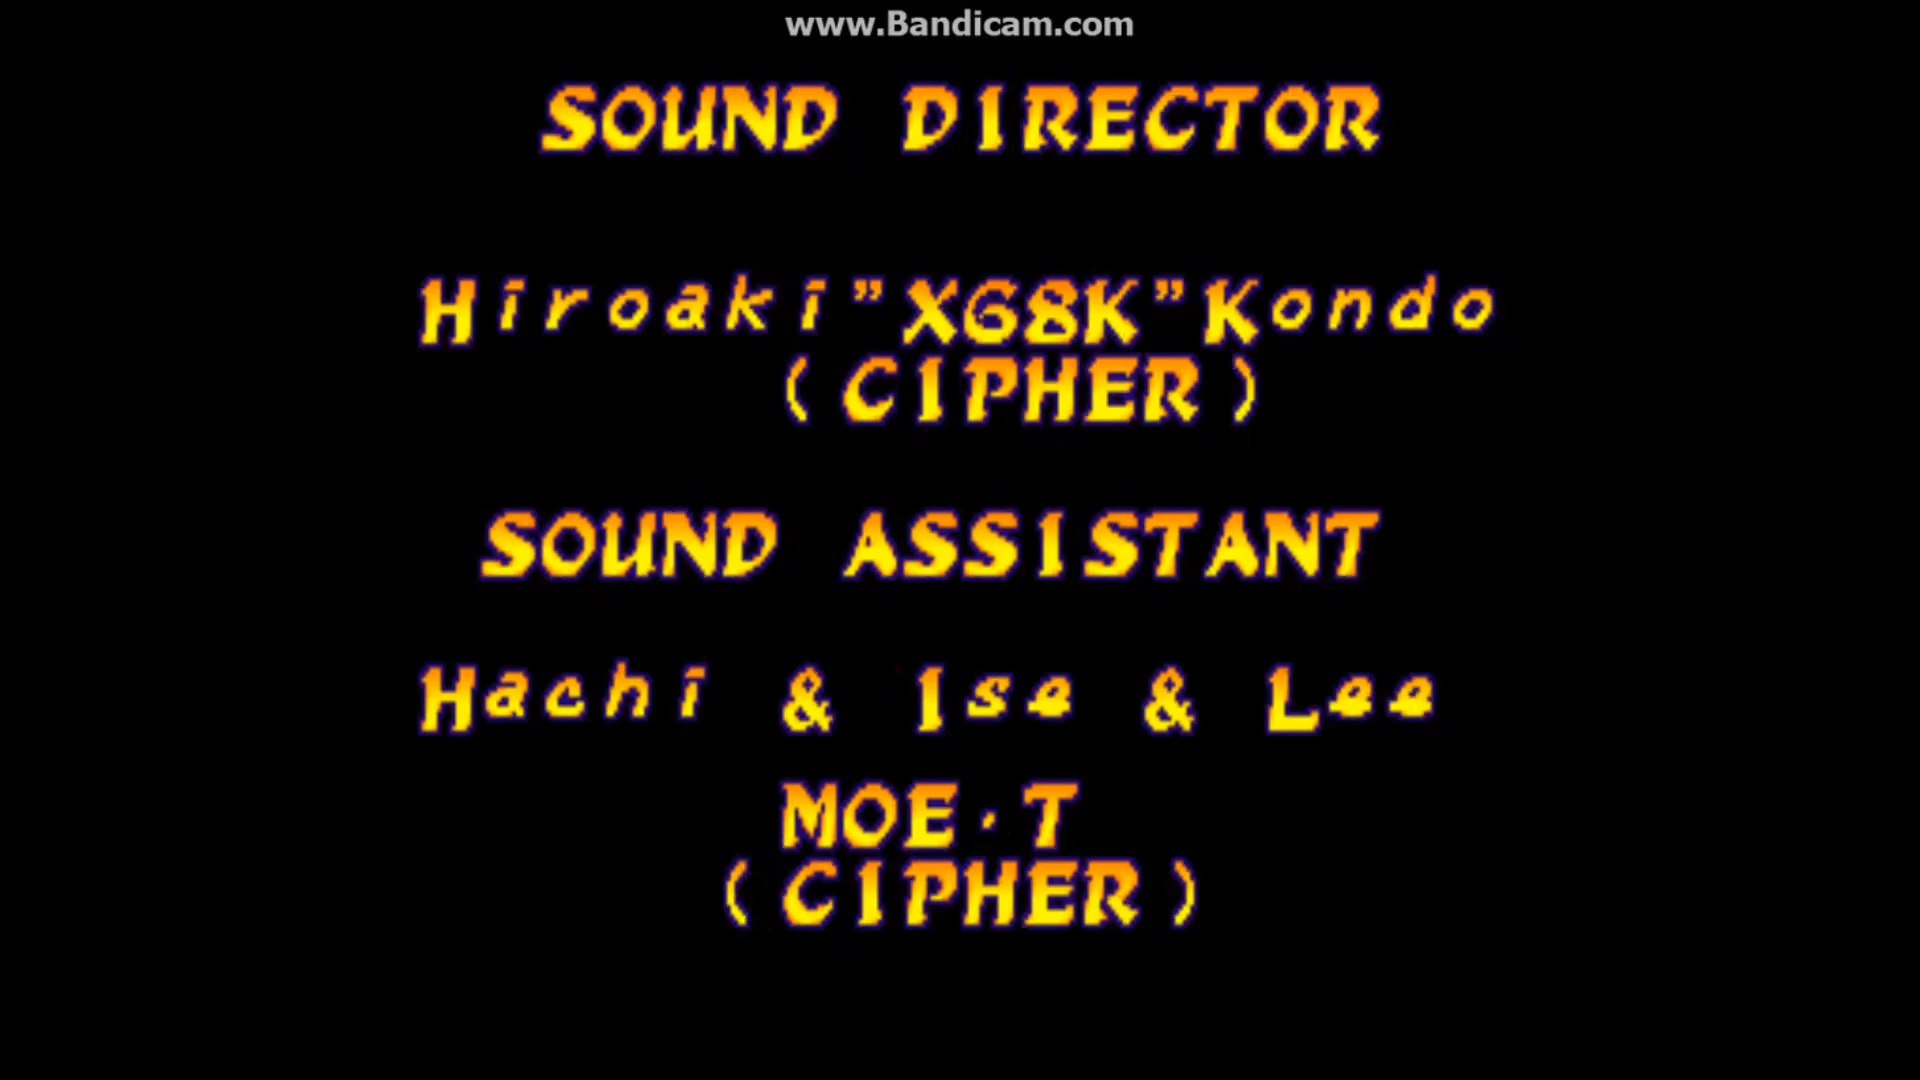 www.Bandicam.com
SOUND DIRECTOR
Hiroaki”X68K”Kondo
(CIPHER)
SOUND ASSISTANT
Hachi & Ise & Lee
MOE·T
(CIPHER)